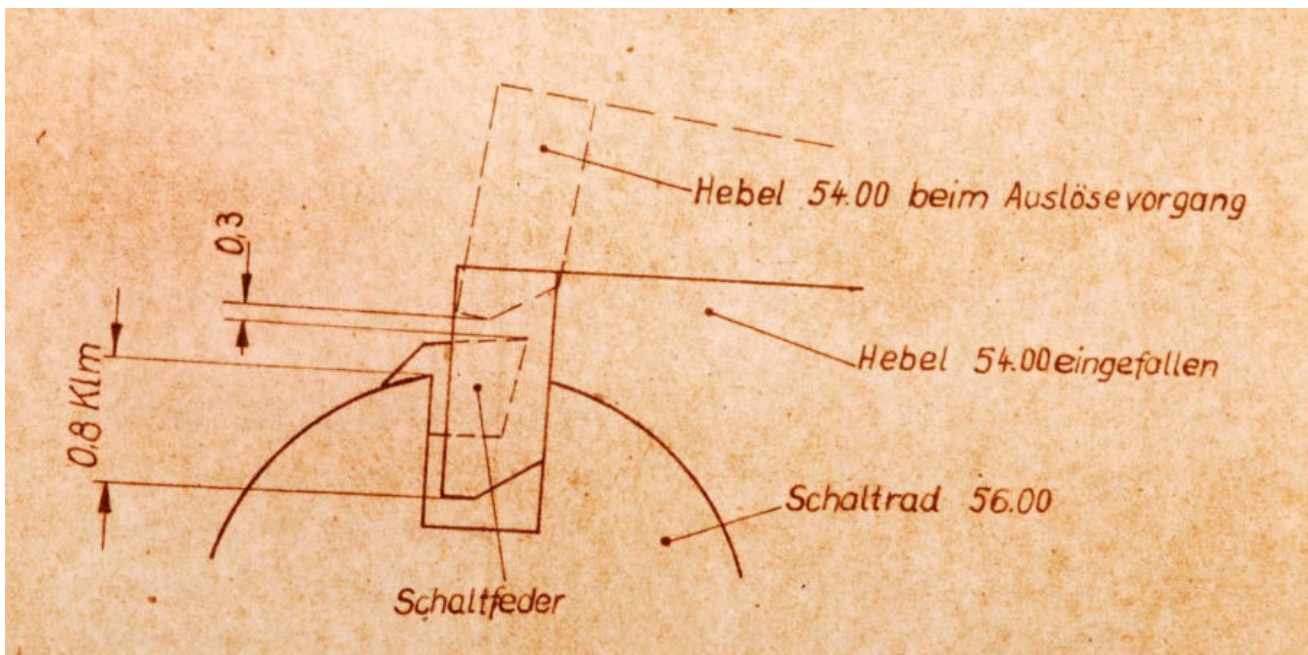 Hebel 54.00 beim Auslösevorgang
0,3
Hebel 54.00 eingefallen
0,8 Klm
Schaltrad 56.00
Schaltfeder